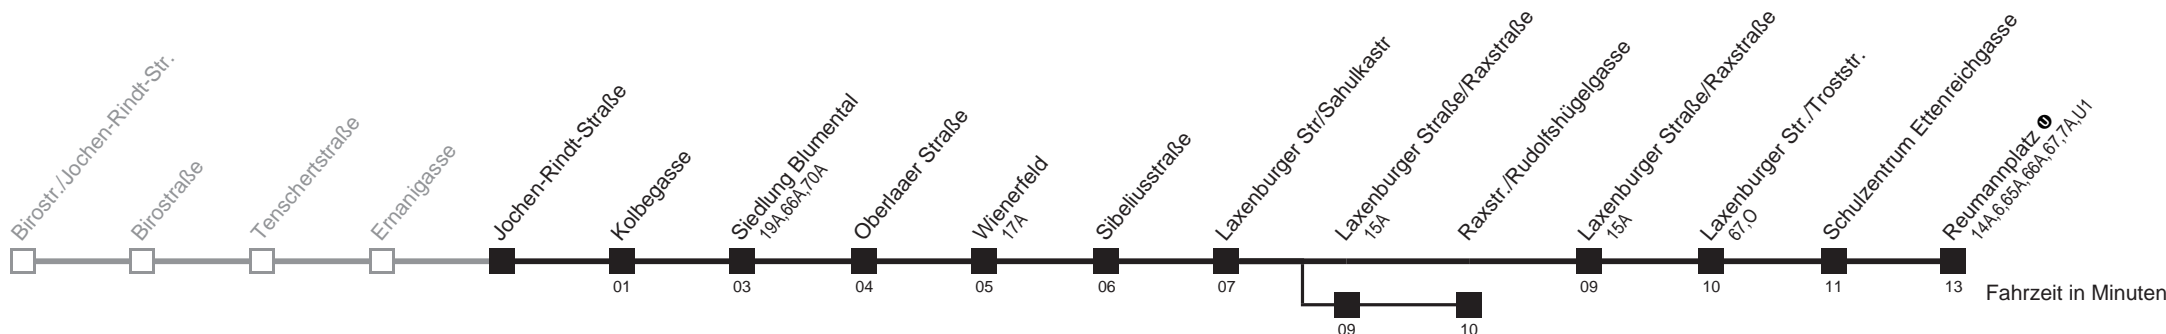 Birostr./Jochen-Rindt-Str.
Birostraße
Tenschertstraße
Ernanigasse
Jochen-Rindt-Straße
Kolbegasse
01
Siedlung Blumental
19A,66A,70A
03
Oberlaaer Straße
04
Wienerfeld
17A
05
Sibeliusstraße
06
Laxenburger Str/Sahulkastr
07
Laxenburger Straße/Raxstraße
15A
09
Raxstr./Rudolfshügelgasse
10
Laxenburger Straße/Raxstraße
15A
09
Laxenburger Str./Troststr.
67,O
10
Schulzentrum Ettenreichgasse
11
Reumannplatz U
14A,6,65A,66A,67,7A,U1
13
Fahrzeit in Minuten